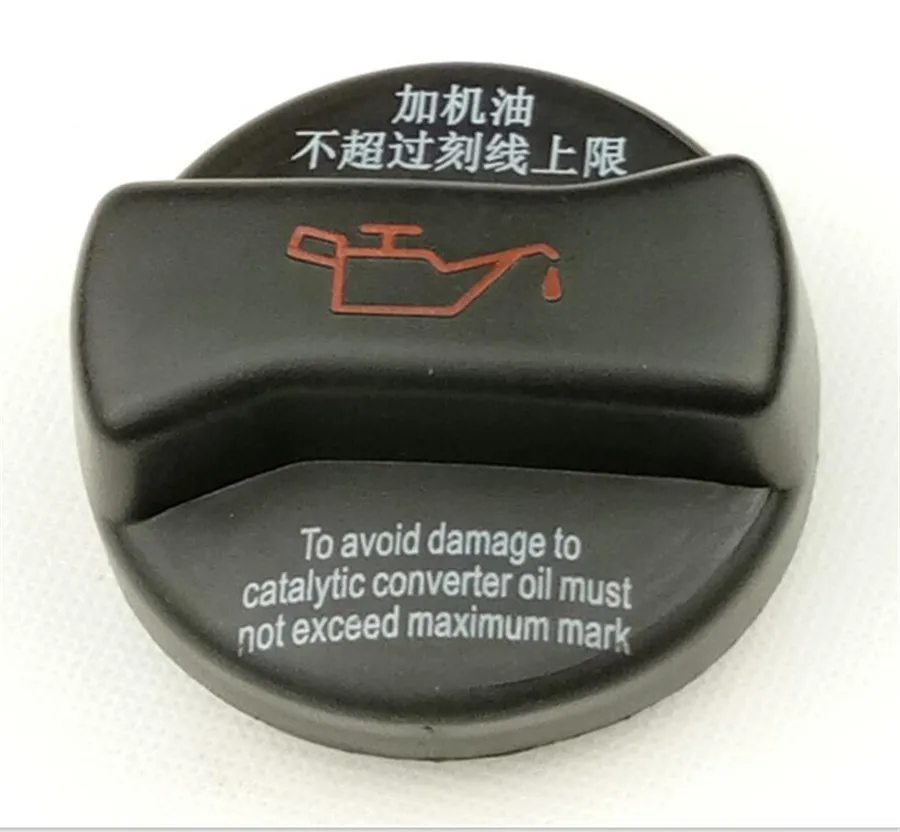 加机油
不超过刻线上限
To avoid damage to
catalytic converter oil must
not exceed maximum mark